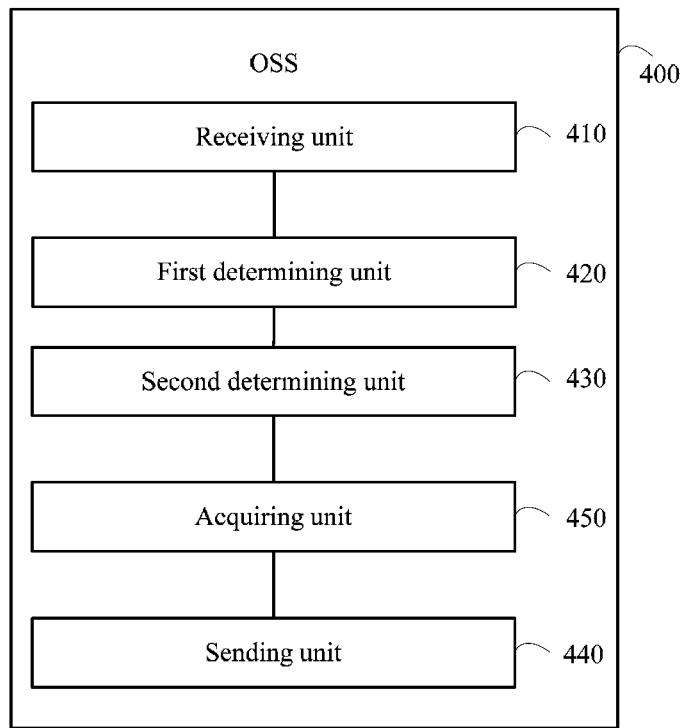 OSS
400
Receiving unit
410
First determining unit
420
Second determining unit
430
Acquiring unit
450
Sending unit
440